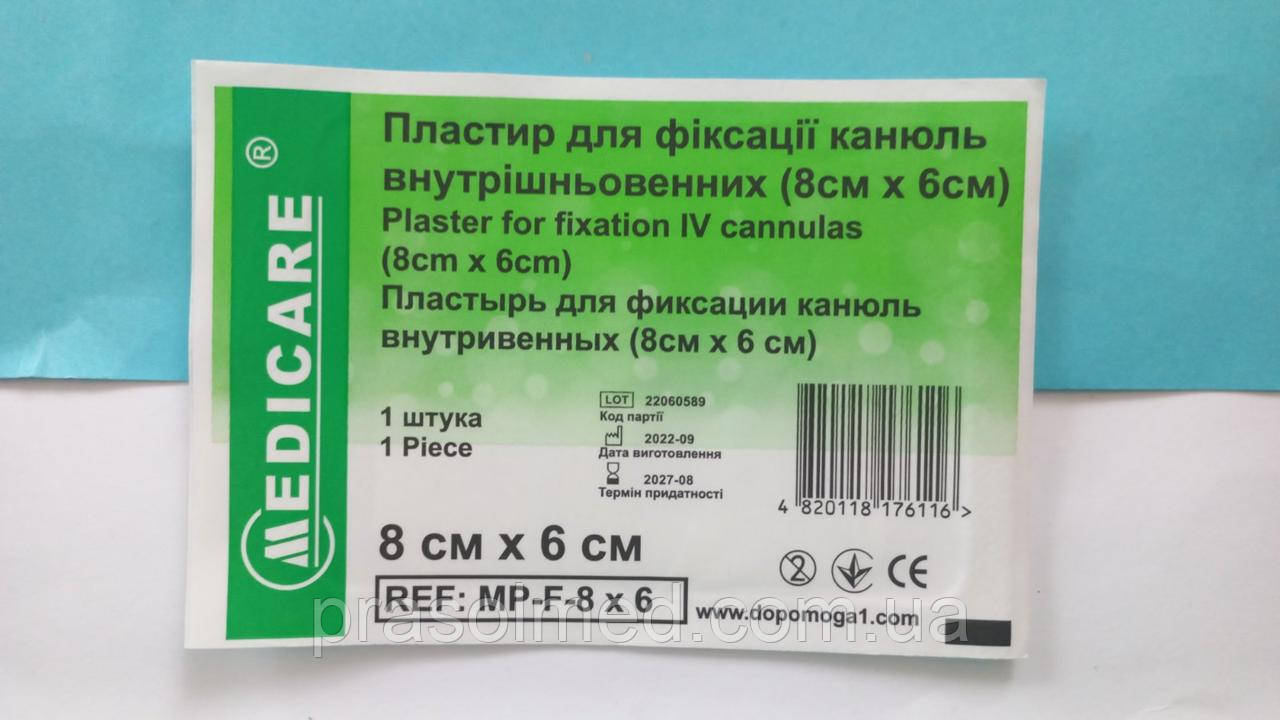 MEDICARE ®
Пластир для фіксації канюль
внутрішньовенних (8см х 6см)
Plaster for fixation IV cannulas
(8cm x 6cm)
Пластырь для фиксации канюль
внутривенных (8см х 6 см)
1 штука
1 Piece
LOT 22060589
Код партії
2022-09
Дата виготовлення
2027-08
Термін придатності
4 820118 176116 >
8 см х 6 см
REF: MP-F-8 x 6
2
CE
www.dopomoga1.com
prasolmed.com.ua